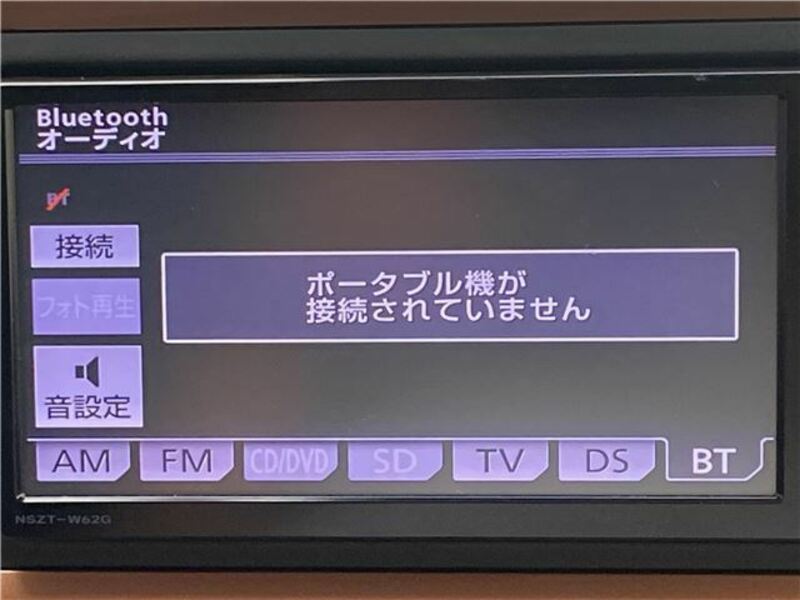 Bluetooth
オーディオ
BT
接続
フォト再生
ポータブル機が
接続されていません
音設定
AM
FM
CD/DVD
SD
TV
DS
BT
NSZT-W62G